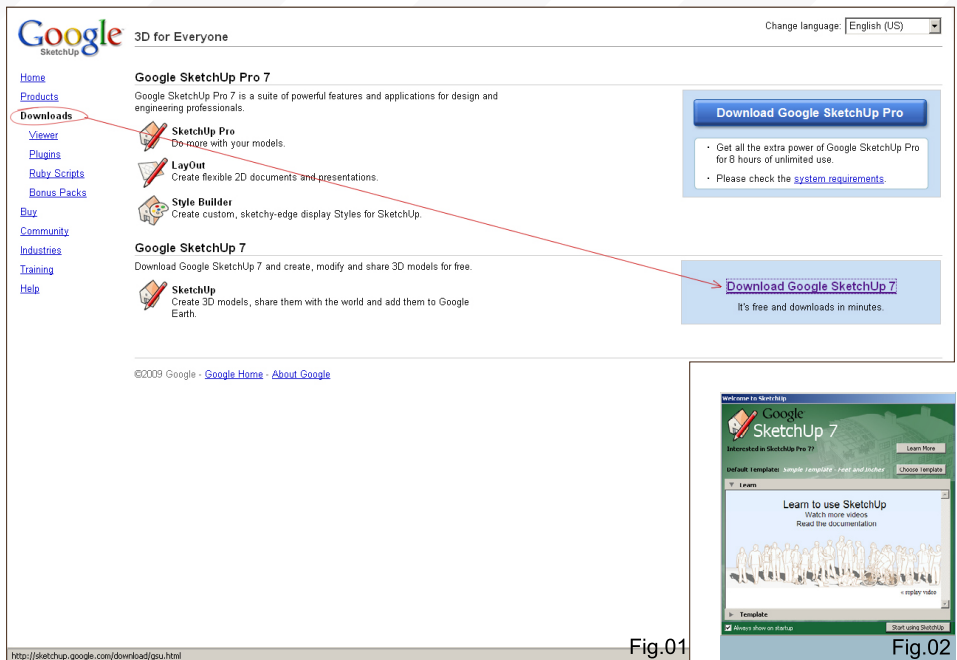 Google
SketchUp
3D for Everyone
Change language: English (US)
Home
Products
Downloads
Viewer
Plugins
Ruby Scripts
Bonus Packs
Buy
Community
Industries
Training
Help
Google SketchUp Pro 7
Google SketchUp Pro 7 is a suite of powerful features and applications for design and
engineering professionals.
SketchUp Pro
Do more with your models.
LayOut
Create flexible 2D documents and presentations.
Style Builder
Create custom, sketchy-edge display Styles for SketchUp.
Download Google SketchUp Pro
· Get all the extra power of Google SketchUp Pro
for 8 hours of unlimited use.
· Please check the system requirements.
Google SketchUp 7
Download Google SketchUp 7 and create, modify and share 3D models for free.
SketchUp
Create 3D models, share them with the world and add them to Google
Earth.
Download Google SketchUp 7
It's free and downloads in minutes.
©2009 Google - Google Home - About Google
http://sketchup.google.com/download/gsu.html
Fig.01
Welcome to SketchUp
Google
SketchUp 7
Interested in SketchUp Pro 7?
Learn More
Default Template: Simple Template - Feet and Inches
Choose Template
Learn
Learn to use SketchUp
Watch more videos
Read the documentation
« replay video
Template
Always show on startup
Start using SketchUp
Fig.02